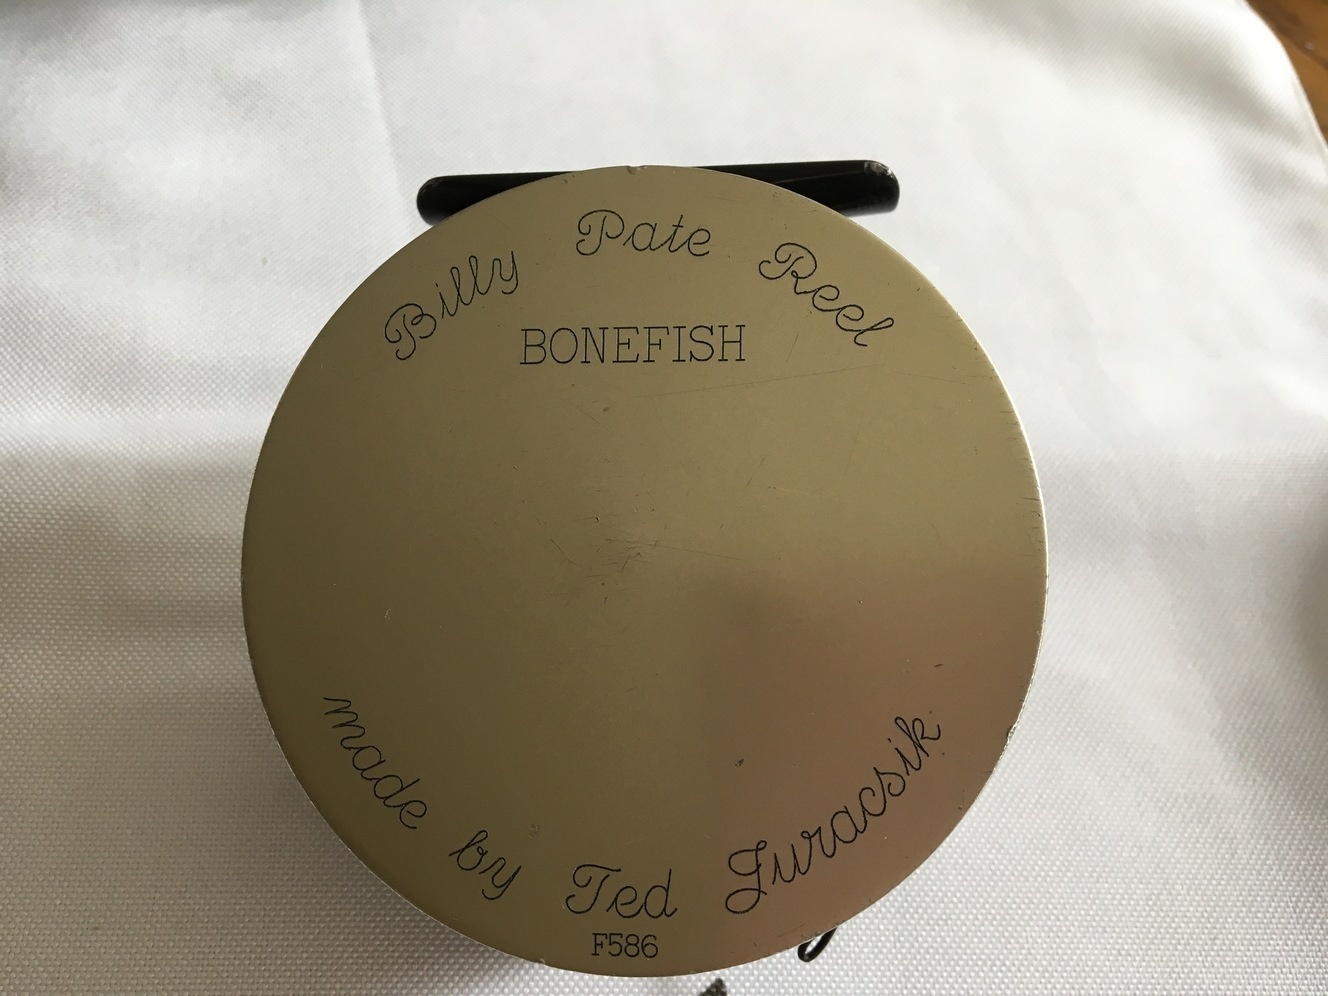 Billy Pate Reel
BONEFISH
made by Ted Juracsik
F586